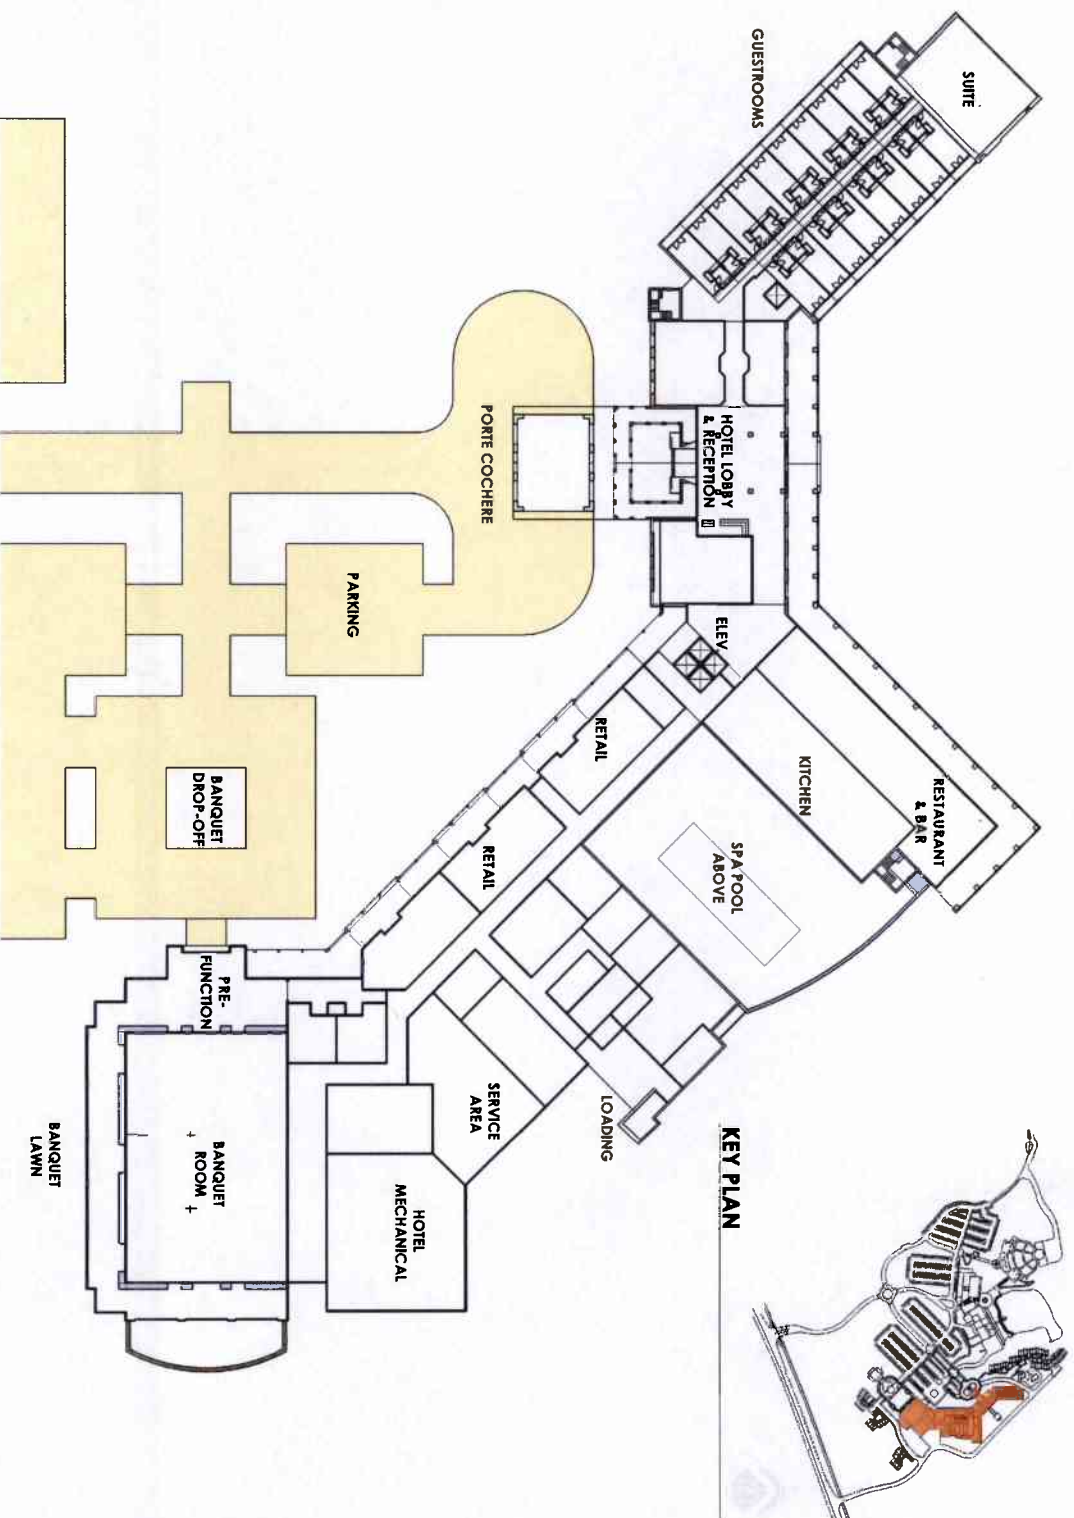 SUITE
GUESTROOMS
HOTEL LOBBY
& RECEPTION
PORTE COCHERE
PARKING
ELEV
RETAIL
KITCHEN
RESTAURANT
& BAR
BANQUET
DROP-OFF
RETAIL
SPA POOL
ABOVE
PRE-
FUNCTION
SERVICE
AREA
LOADING
BANQUET
LAWN
BANQUET
ROOM
HOTEL
MECHANICAL
KEY PLAN